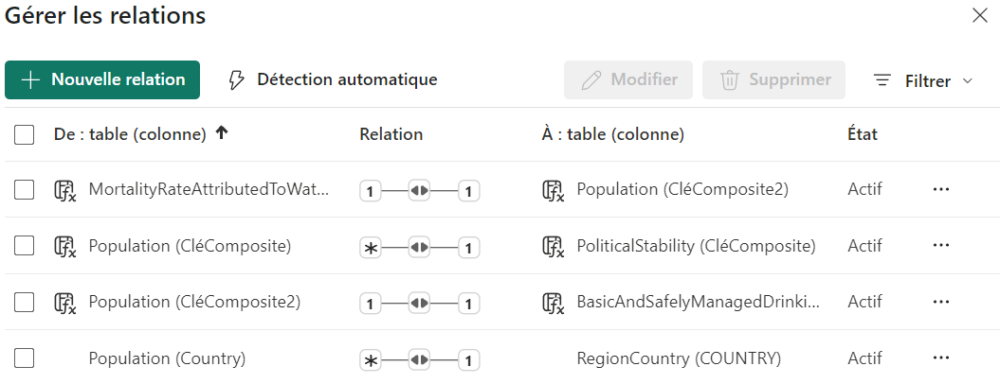 Gérer les relations
Nouvelle relation Détection automatique Modifier Supprimer Filtrer
De : table (colonne) Relation À : table (colonne) État
MortalityRateAttributedToWat... 1 1 Population (CléComposite2) Actif ...
Population (CléComposite) * 1 PoliticalStability (CléComposite) Actif ...
Population (CléComposite2) 1 1 BasicAndSafelyManagedDrinki... Actif ...
Population (Country) * 1 RegionCountry (COUNTRY) Actif ...